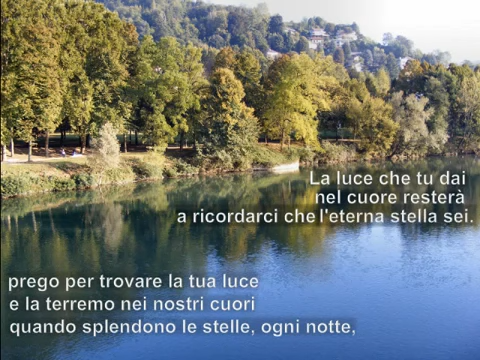 La luce che tu dai
nel cuore resterà
a ricordarci che l'eterna stella sei.
prego per trovare la tua luce
e la terremo nei nostri cuori
quando splendono le stelle, ogni notte,